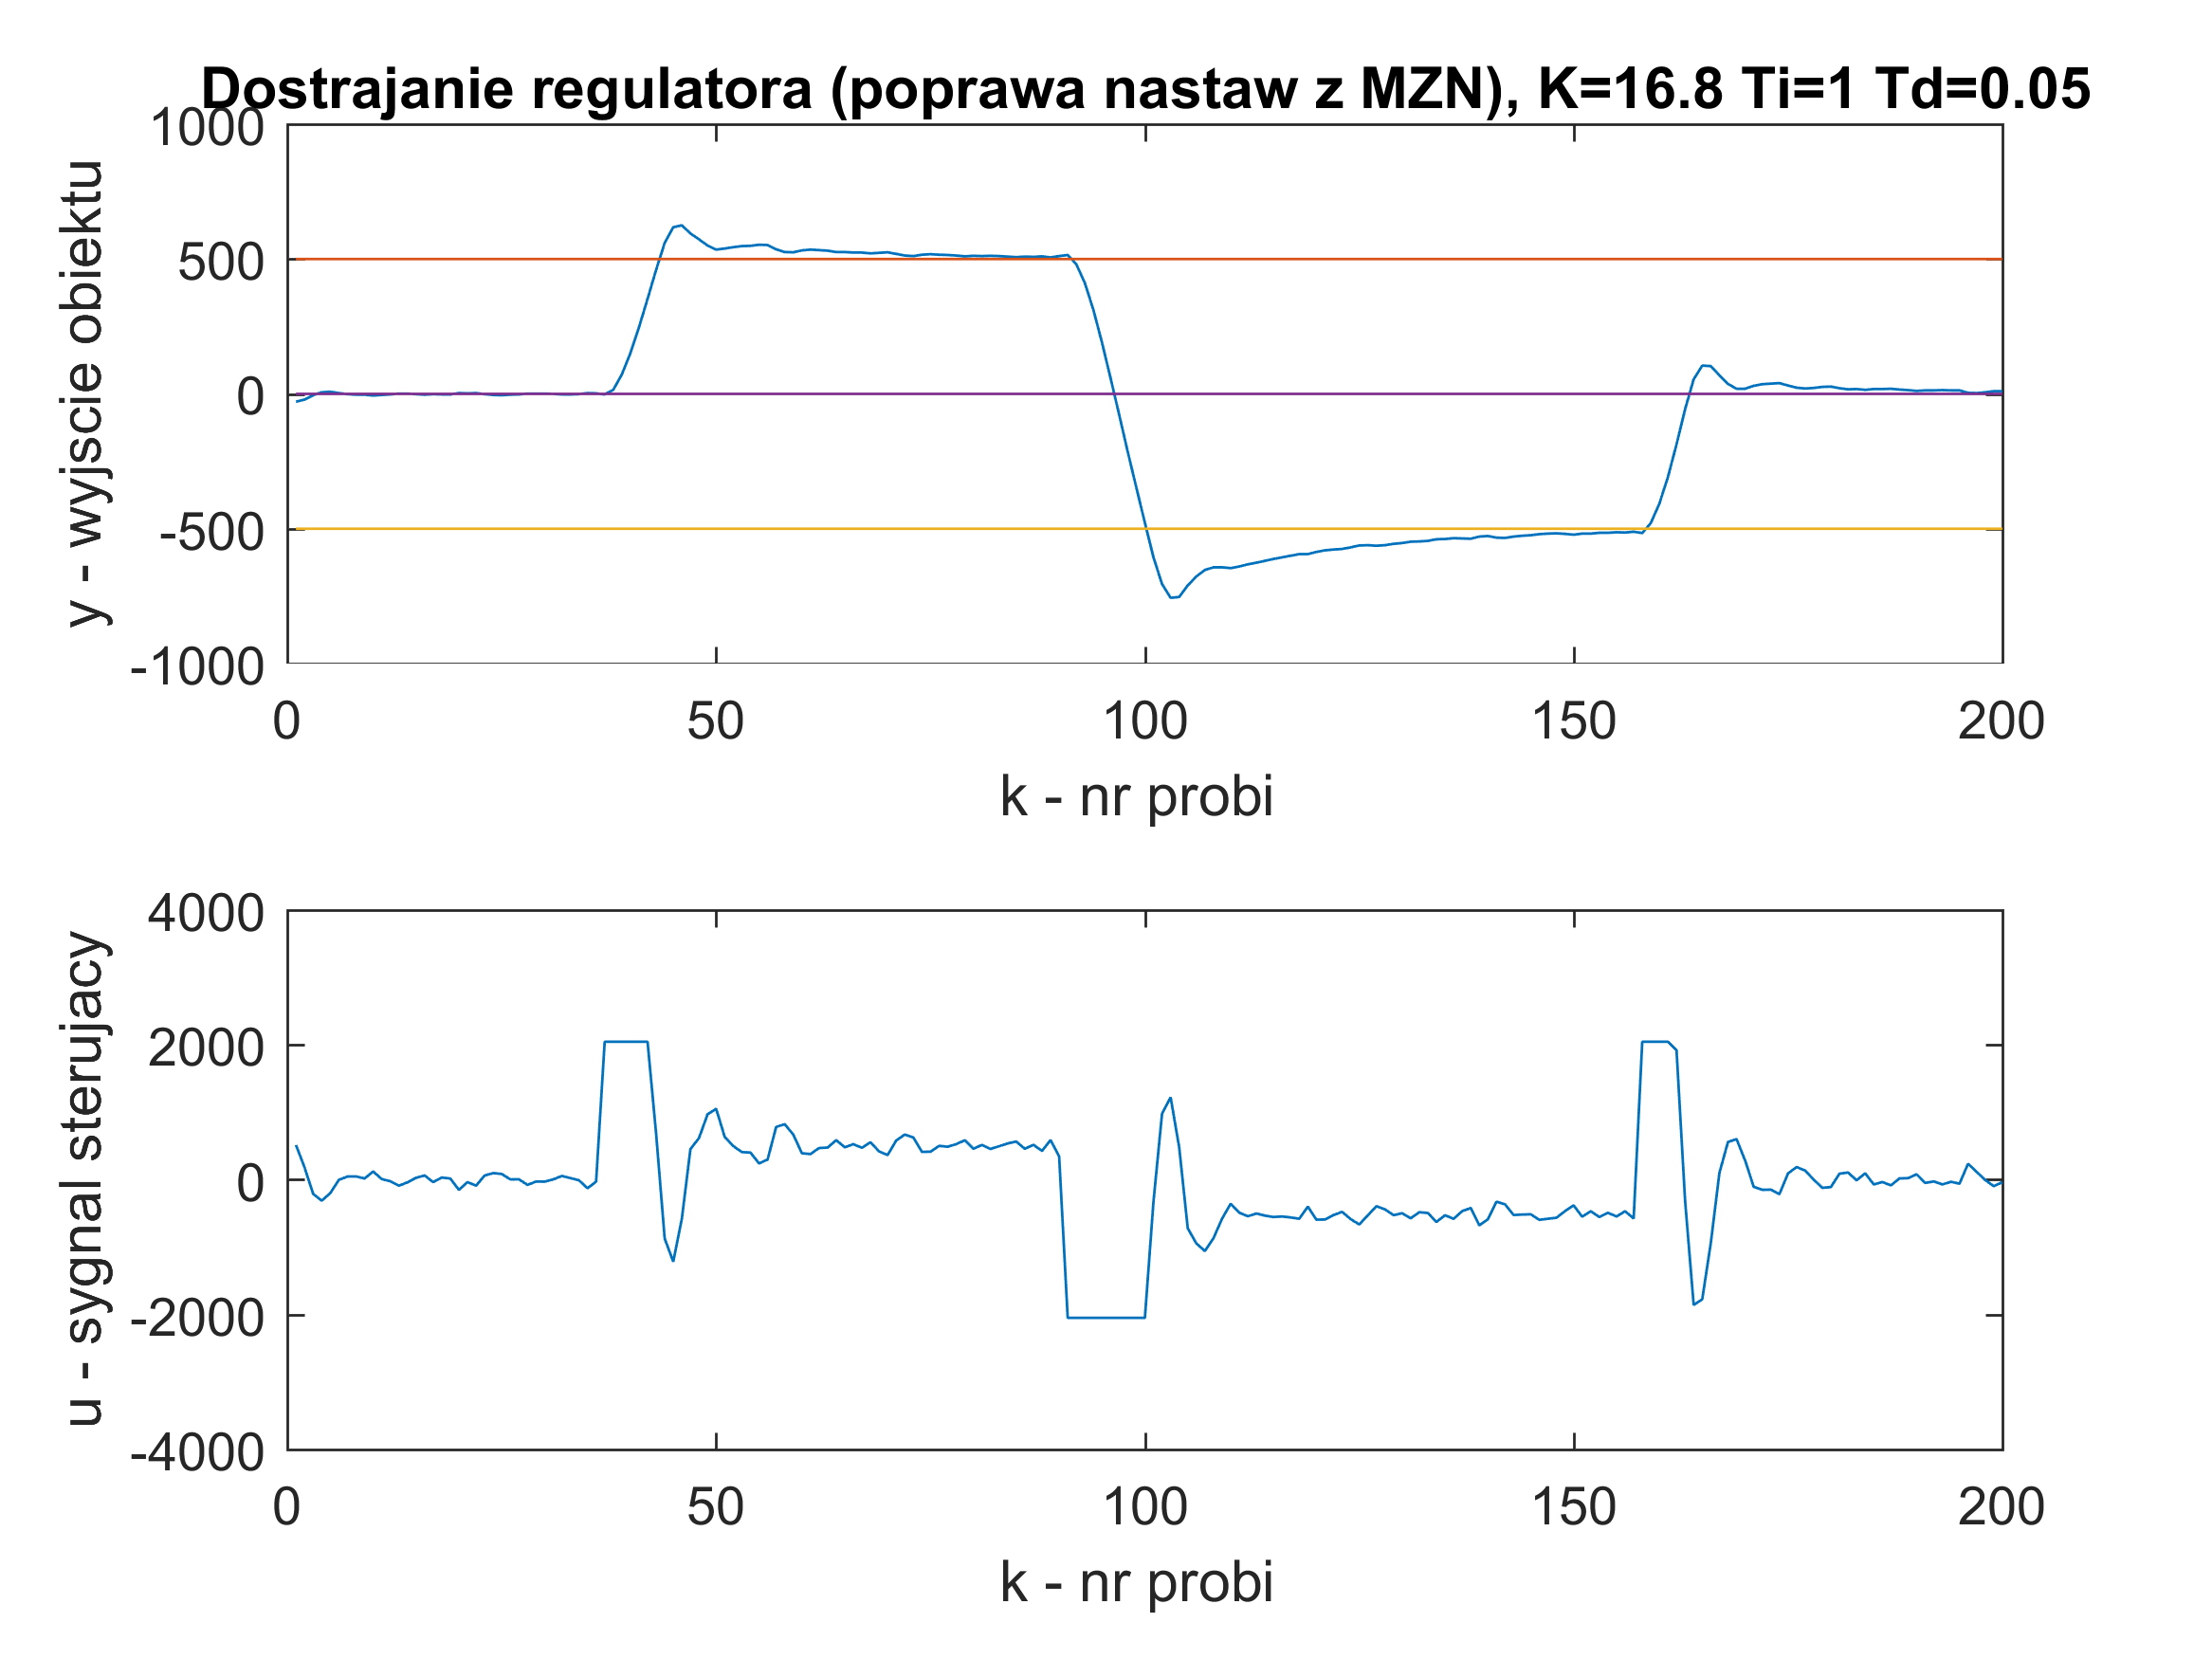 Dostrajanie regulatora (poprawa nastaw z MZN), K=16.8 Ti=1 Td=0.05
1000
500
0
-500
-1000
y - wyjscie obiektu
0 50 100 150 200
k - nr probi
4000
2000
0
-2000
-4000
u - sygnal sterujacy
0 50 100 150 200
k - nr probi